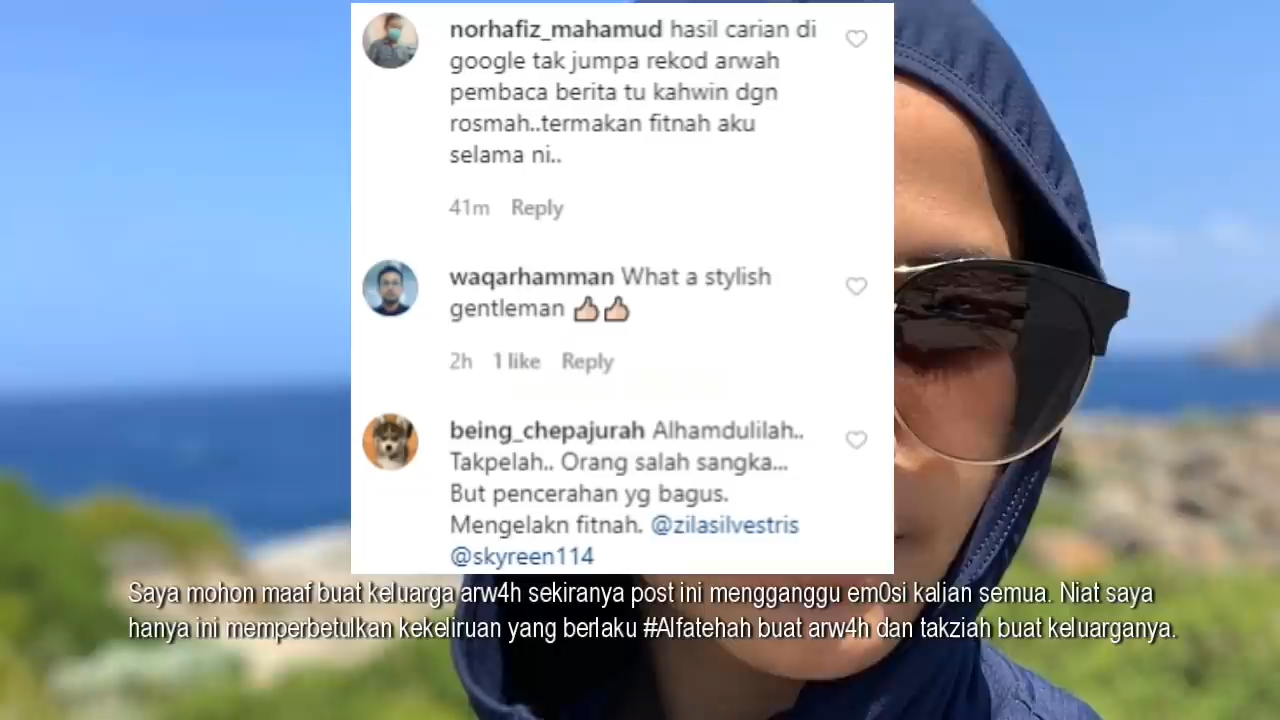 norhafiz_mahamud hasil carian di
google tak jumpa rekod arwah
pembaca berita tu kahwin dgn
rosmah..termakan fitnah aku
selama ni..
41m Reply
waqarhamman What a stylish
gentleman 👍👍
2h 1 like Reply
being_chepajurah Alhamdulilah..
Takpelah.. Orang salah sangka...
But pencerahan yg bagus.
Mengelakn fitnah. @zilasilvestris
@skyreen114
Saya mohon maaf buat keluarga arw4h sekiranya post ini mengganggu em0si kalian semua. Niat saya
hanya ini memperbetulkan kekeliruan yang berlaku #Alfatehah buat arw4h dan takziah buat keluarganya.